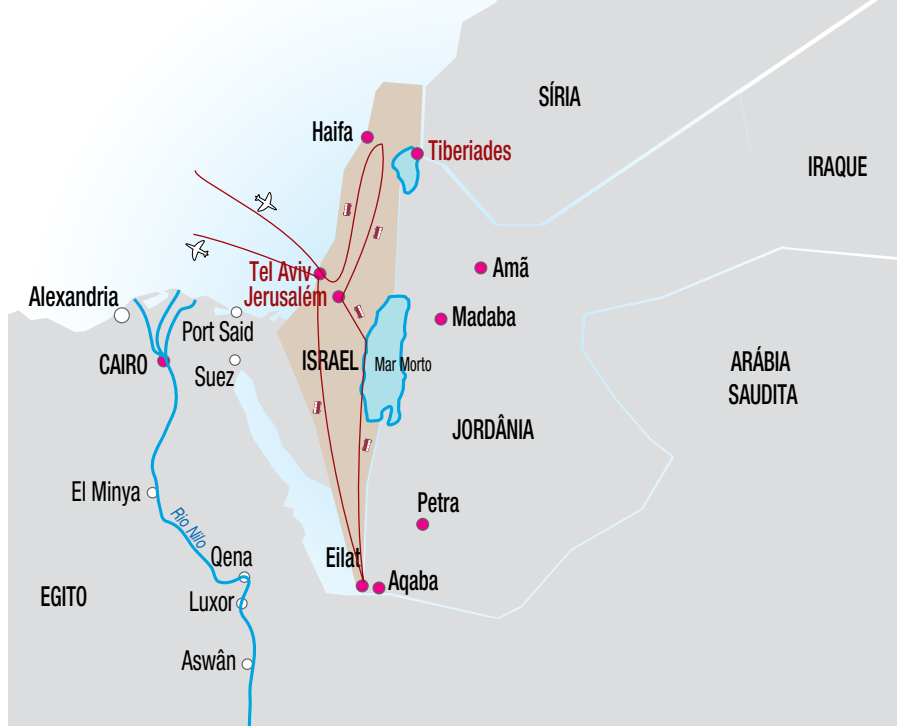 SÍRIA
Haifa
Tiberiades
IRAQUE
Tel Aviv
Jerusalém
Amã
Alexandria
Port Said
Madaba
CAIRO
Suez
ISRAEL
Mar Morto
ARÁBIA
SAUDITA
JORDÂNIA
El Minya
Rio Nilo
Petra
Qena
Eilat
Aqaba
EGITO
Luxor
Aswân